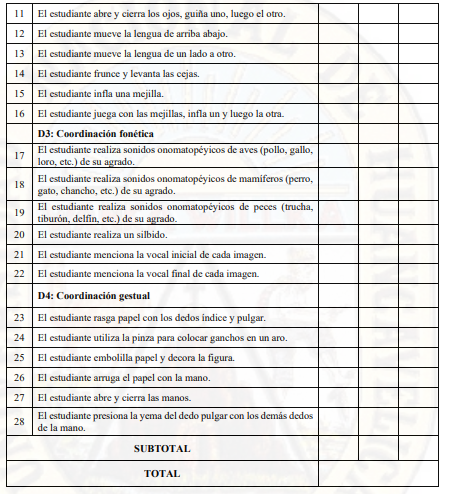 11 El estudiante abre y cierra los ojos, guiña uno, luego el otro.
12 El estudiante mueve la lengua de arriba abajo.
13 El estudiante mueve la lengua de un lado a otro.
14 El estudiante frunce y levanta las cejas.
15 El estudiante infla una mejilla.
16 El estudiante juega con las mejillas, infla un y luego la otra.
D3: Coordinación fonética
17 El estudiante realiza sonidos onomatopéyicos de aves (pollo, gallo,
loro, etc.) de su agrado.
18 El estudiante realiza sonidos onomatopéyicos de mamíferos (perro,
gato, chancho, etc.) de su agrado.
19 El estudiante realiza sonidos onomatopéyicos de peces (trucha,
tiburón, delfín, etc.) de su agrado.
20 El estudiante realiza un silbido.
21 El estudiante menciona la vocal inicial de cada imagen.
22 El estudiante menciona la vocal final de cada imagen.
D4: Coordinación gestual
23 El estudiante rasga papel con los dedos índice y pulgar.
24 El estudiante utiliza la pinza para colocar ganchos en un aro.
25 El estudiante embolilla papel y decora la figura.
26 El estudiante arruga el papel con la mano.
27 El estudiante abre y cierra las manos.
28 El estudiante presiona la yema del dedo pulgar con los demás dedos
de la mano.
SUBTOTAL
TOTAL